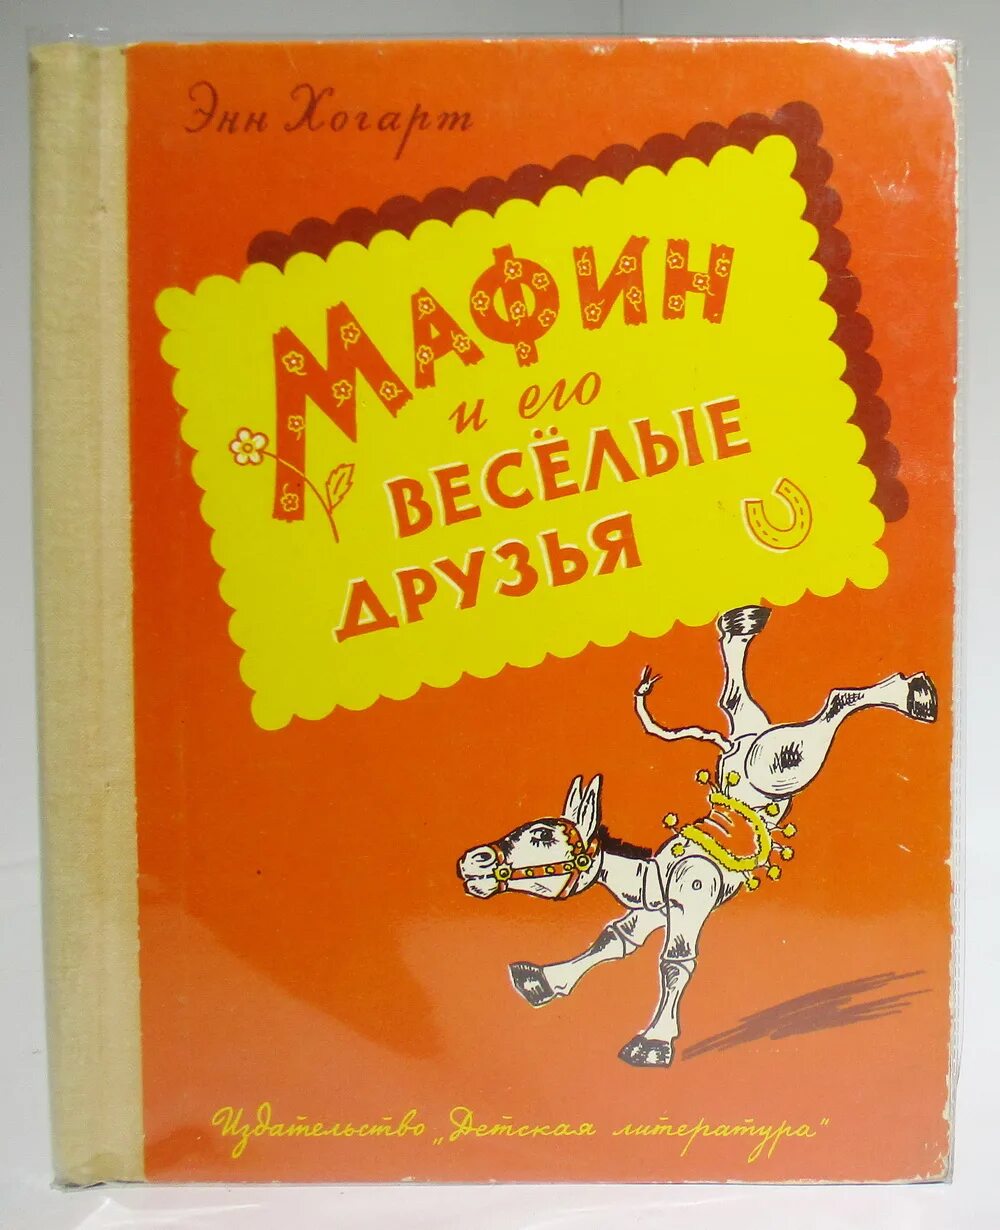 Энн Хогарт
МАФИН
и его
ВЕСЁЛЫЕ
ДРУЗЬЯ
Издательство „Детская литература"